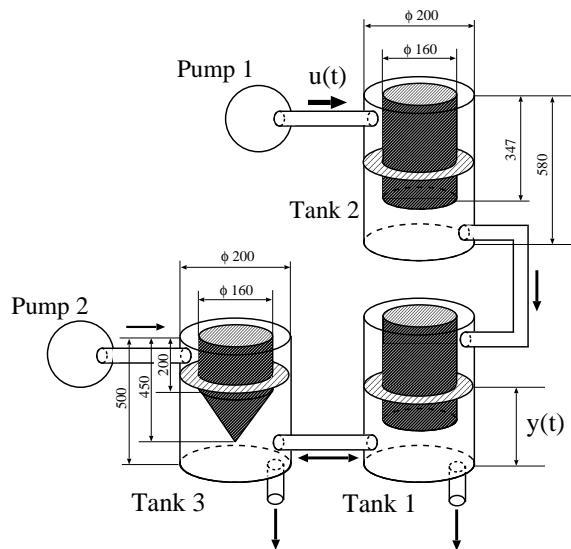 ϕ 200
ϕ 160
Pump 1
u(t)
347
580
Tank 2
ϕ 200
ϕ 160
Pump 2
200
450
500
y(t)
Tank 3
Tank 1